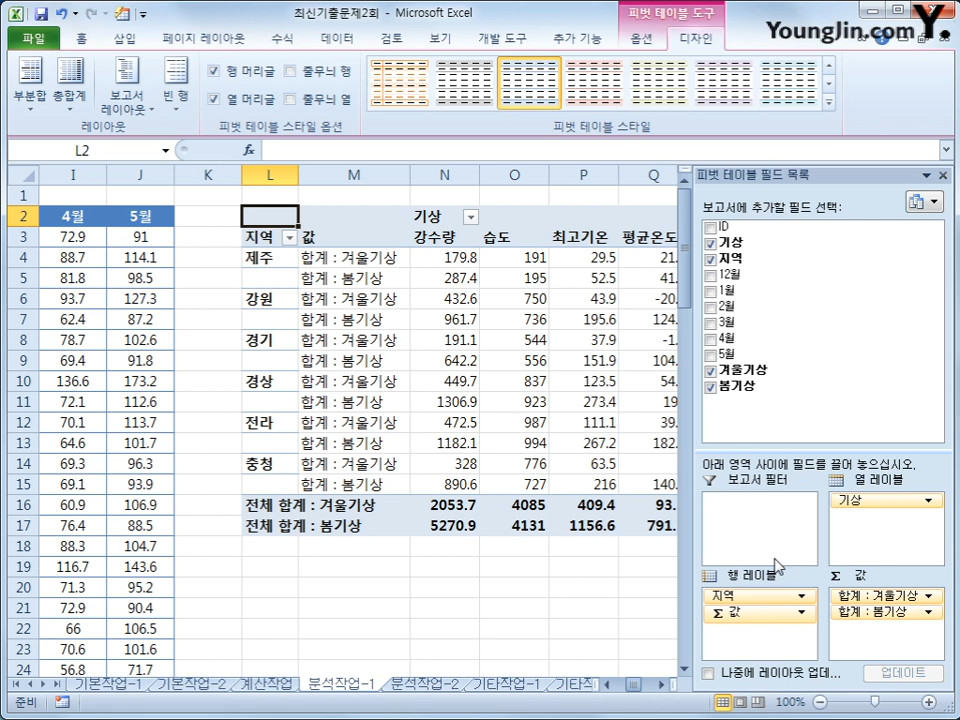 최신기출문제2회 - Microsoft Excel
피벗 테이블 도구
Younglin.com
Y.
파일 홈 삽입 페이지 레이아웃 수식 데이터 검토 보기 개발 도구 추가 기능 옵션 디자인
부분합 총합계 보고서 레이아웃 빈 행
행 머리글 줄무늬 행
열 머리글 줄무늬 열
레이아웃 피벗 테이블 스타일 옵션 피벗 테이블 스타일
L2 fx
I J K L M N O P Q
1
2 4월 5월 기상
3 72.9 91 지역 값 강수량 습도 최고기온 평균온도
4 88.7 114.1 제주 합계 : 겨울기상 179.8 191 29.5 21.
5 81.8 98.5 합계 : 봄기상 287.4 195 52.5 41.
6 93.7 127.3 강원 합계 : 겨울기상 432.6 750 43.9 -20.
7 62.4 87.2 합계 : 봄기상 961.7 736 195.6 124.
8 78.7 102.6 경기 합계 : 겨울기상 191.1 544 37.9 -1.
9 69.4 91.8 합계 : 봄기상 642.2 556 151.9 104.
10 136.6 173.2 경상 합계 : 겨울기상 449.7 837 123.5 54.
11 72.1 112.6 합계 : 봄기상 1306.9 923 273.4 19
12 70.1 113.7 전라 합계 : 겨울기상 472.5 987 111.1 39.
13 64.6 101.7 합계 : 봄기상 1182.1 994 267.2 182.
14 69.3 96.3 충청 합계 : 겨울기상 328 776 63.5
15 69.1 93.9 합계 : 봄기상 890.6 727 216 140.
16 60.9 106.9 전체 합계 : 겨울기상 2053.7 4085 409.4 93.
17 76.4 88.5 전체 합계 : 봄기상 5270.9 4131 1156.6 791.
18 88.3 104.7
19 116.7 143.6
20 71.3 95.2
21 72.9 90.4
22 66 106.5
23 70.6 101.6
24 56.8 71.7
피벗 테이블 필드 목록
보고서에 추가할 필드 선택:
ID
기상
지역
12월
1월
2월
3월
4월
5월
겨울기상
봄기상
아래 영역 사이에 필드를 끌어 놓으십시오.
보고서 필터 열 레이블
기상
행 레이블 Σ 값
지역 합계 : 겨울기상
Σ 값 합계 : 봄기상
나중에 레이아웃 업데... 업데이트
기본작업-1 기본작업-2 계산작업 분석작업-1 분석작업-2 기타작업-1 기타작
준비 100%